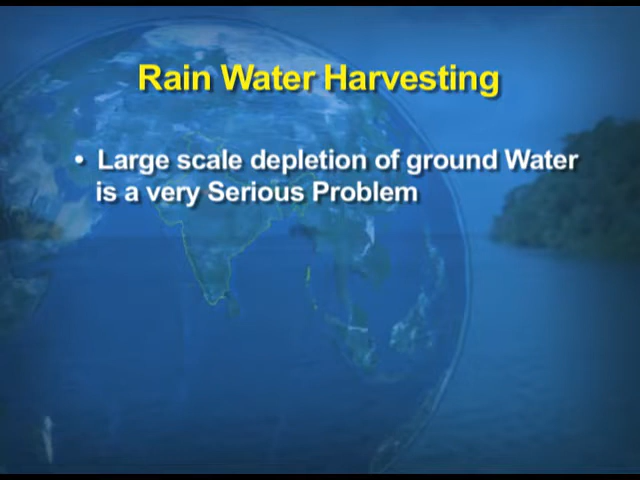 Rain Water Harvesting
• Large scale depletion of ground Water
is a very Serious Problem